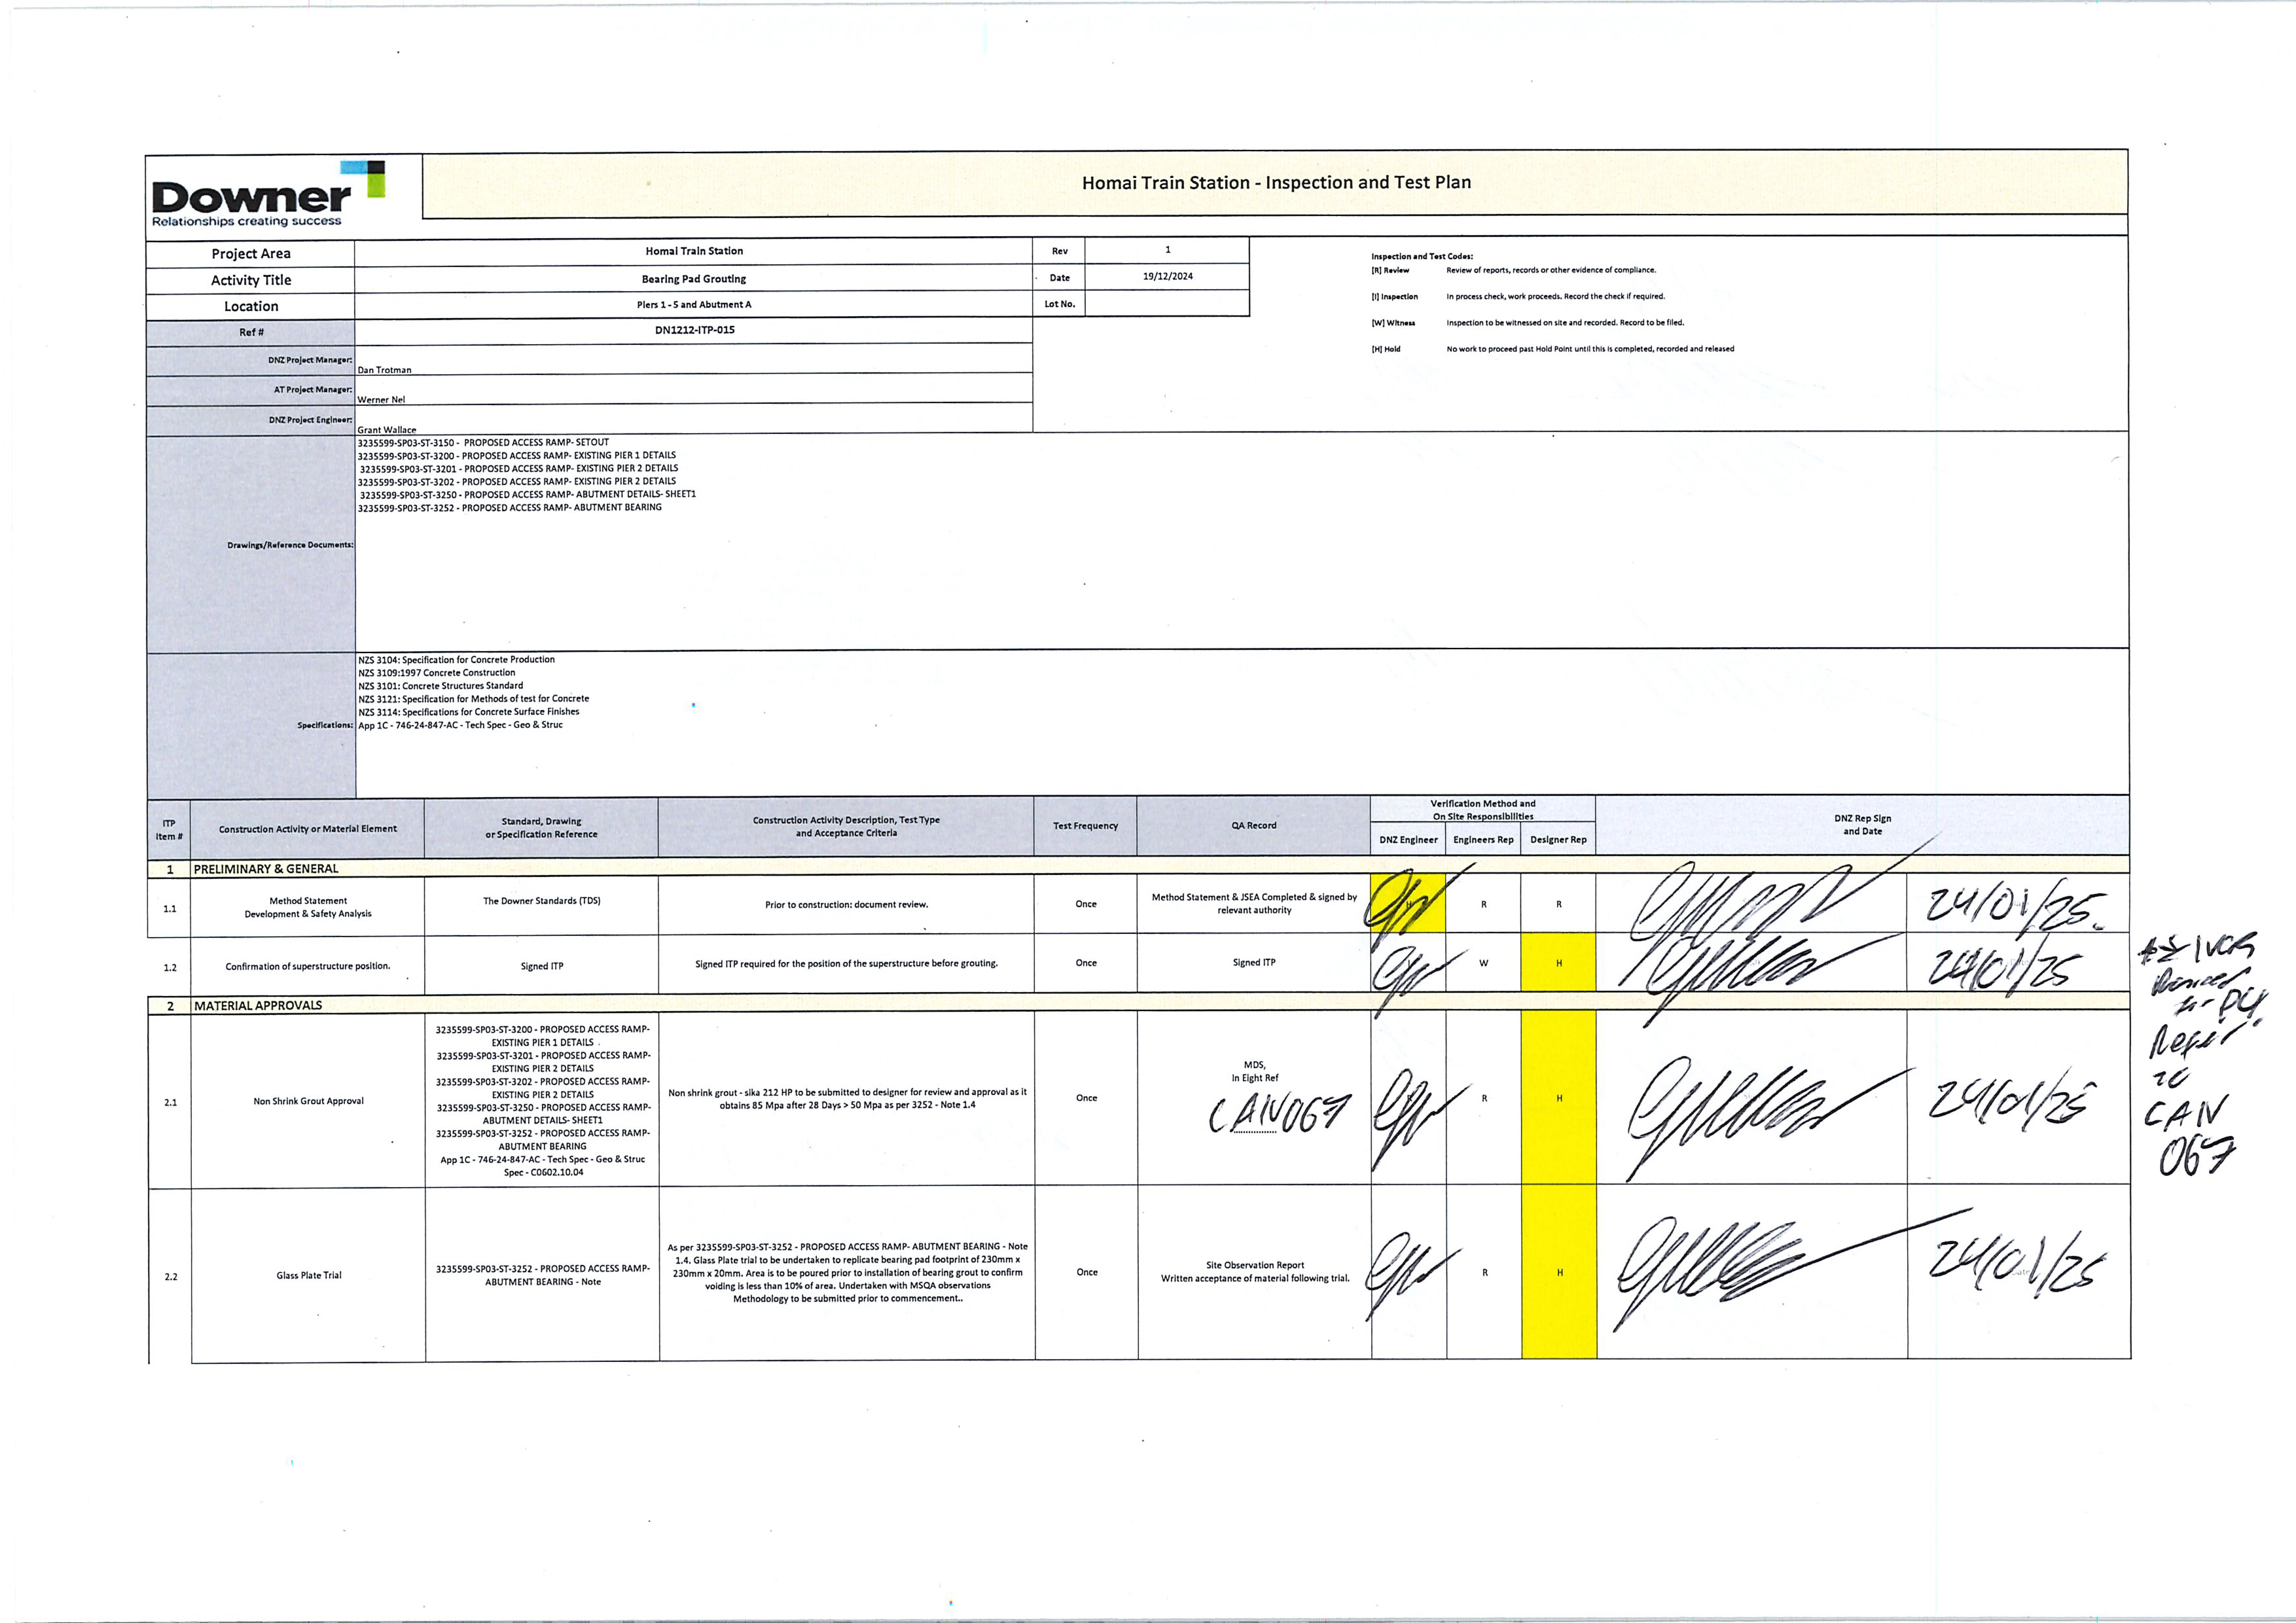 Downer
Relationships creating success
Homai Train Station - Inspection and Test Plan
Project Area
Homai Train Station
Rev
1
Activity Title
Bearing Pad Grouting
Date
19/12/2024
Location
Piers 1 - 5 and Abutment A
Lot No.
Ref #
DN1212-ITP-015
DNZ Project Manager:
Dan Trotman
AT Project Manager:
Werner Nel
DNZ Project Engineer:
Grant Wallace
Inspection and Test Codes:
[R] Review Review of reports, records or other evidence of compliance.
[I] Inspection In process check, work proceeds. Record the check if required.
[W] Witness Inspection to be witnessed on site and recorded. Record to be filed.
[H] Hold No work to proceed past Hold Point until this is completed, recorded and released
Drawings/Reference Documents:
3235599-SP03-ST-3150 - PROPOSED ACCESS RAMP- SETOUT
3235599-SP03-ST-3200 - PROPOSED ACCESS RAMP- EXISTING PIER 1 DETAILS
3235599-SP03-ST-3201 - PROPOSED ACCESS RAMP- EXISTING PIER 2 DETAILS
3235599-SP03-ST-3202 - PROPOSED ACCESS RAMP- EXISTING PIER 2 DETAILS
3235599-SP03-ST-3250 - PROPOSED ACCESS RAMP- ABUTMENT DETAILS- SHEET1
3235599-SP03-ST-3252 - PROPOSED ACCESS RAMP- ABUTMENT BEARING
Specifications:
NZS 3104: Specification for Concrete Production
NZS 3109:1997 Concrete Construction
NZS 3101: Concrete Structures Standard
NZS 3121: Specification for Methods of test for Concrete
NZS 3114: Specifications for Concrete Surface Finishes
App 1C - 746-24-847-AC - Tech Spec - Geo & Struc
ITP
Item #
Construction Activity or Material Element
Standard, Drawing
or Specification Reference
Construction Activity Description, Test Type
and Acceptance Criteria
Test Frequency
QA Record
Verification Method and
On Site Responsibilities
DNZ Engineer
Engineers Rep
Designer Rep
DNZ Rep Sign
and Date
1 PRELIMINARY & GENERAL
1.1
Method Statement
Development & Safety Analysis
The Downer Standards (TDS)
Prior to construction: document review.
Once
Method Statement & JSEA Completed & signed by
relevant authority
R
R
24/01/25.
1.2
Confirmation of superstructure position.
Signed ITP
Signed ITP required for the position of the superstructure before grouting.
Once
Signed ITP
W
H
24/01/25
2 MATERIAL APPROVALS
2.1
Non Shrink Grout Approval
3235599-SP03-ST-3200 - PROPOSED ACCESS RAMP-
EXISTING PIER 1 DETAILS
3235599-SP03-ST-3201 - PROPOSED ACCESS RAMP-
EXISTING PIER 2 DETAILS
3235599-SP03-ST-3202 - PROPOSED ACCESS RAMP-
EXISTING PIER 2 DETAILS
3235599-SP03-ST-3250 - PROPOSED ACCESS RAMP-
ABUTMENT DETAILS- SHEET1
3235599-SP03-ST-3252 - PROPOSED ACCESS RAMP-
ABUTMENT BEARING
App 1C - 746-24-847-AC - Tech Spec - Geo & Struc
Spec - C0602.10.04
Non shrink grout - sika 212 HP to be submitted to designer for review and approval as it
obtains 85 Mpa after 28 Days > 50 Mpa as per 3252 - Note 1.4
Once
MDS,
In Eight Ref
CAN067
R
H
24/01/25
Refer
to
CAN
067
2.2
Glass Plate Trial
3235599-SP03-ST-3252 - PROPOSED ACCESS RAMP-
ABUTMENT BEARING - Note
As per 3235599-SP03-ST-3252 - PROPOSED ACCESS RAMP- ABUTMENT BEARING - Note
1.4. Glass Plate trial to be undertaken to replicate bearing pad footprint of 230mm x
230mm x 20mm. Area is to be poured prior to installation of bearing grout to confirm
voiding is less than 10% of area. Undertaken with MSQA observations
Methodology to be submitted prior to commencement..
Once
Site Observation Report
Written acceptance of material following trial.
R
H
24/01/25